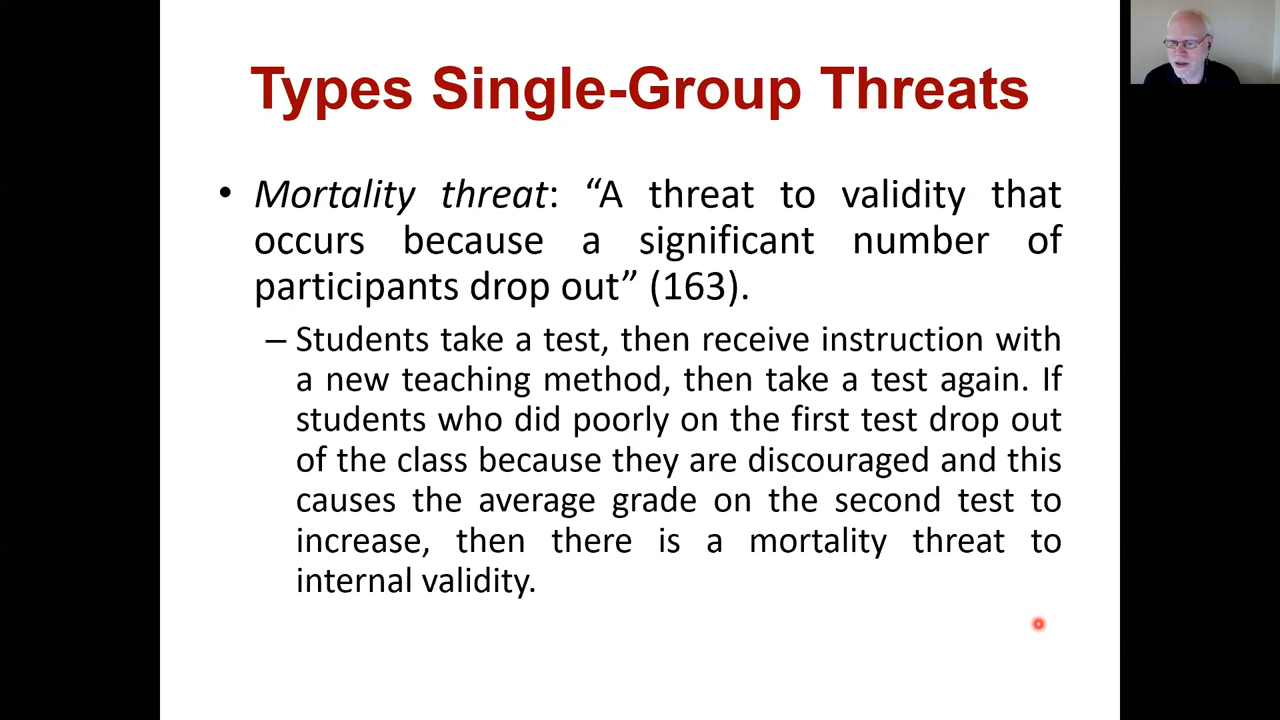 Types Single-Group Threats
• Mortality threat: “A threat to validity that
occurs because a significant number of
participants drop out” (163).
– Students take a test, then receive instruction with
a new teaching method, then take a test again. If
students who did poorly on the first test drop out
of the class because they are discouraged and this
causes the average grade on the second test to
increase, then there is a mortality threat to
internal validity.